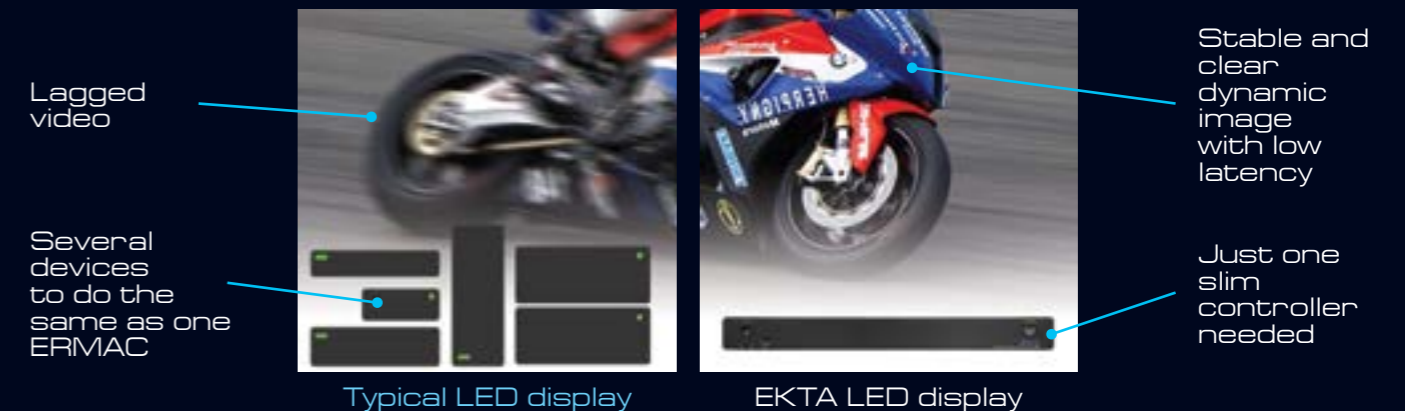 Lagged
video
Several
devices
to do the
same as one
ERMAC
Typical LED display
EKTA LED display
Stable and
clear
dynamic
image
with low
latency
Just one
slim
controller
needed